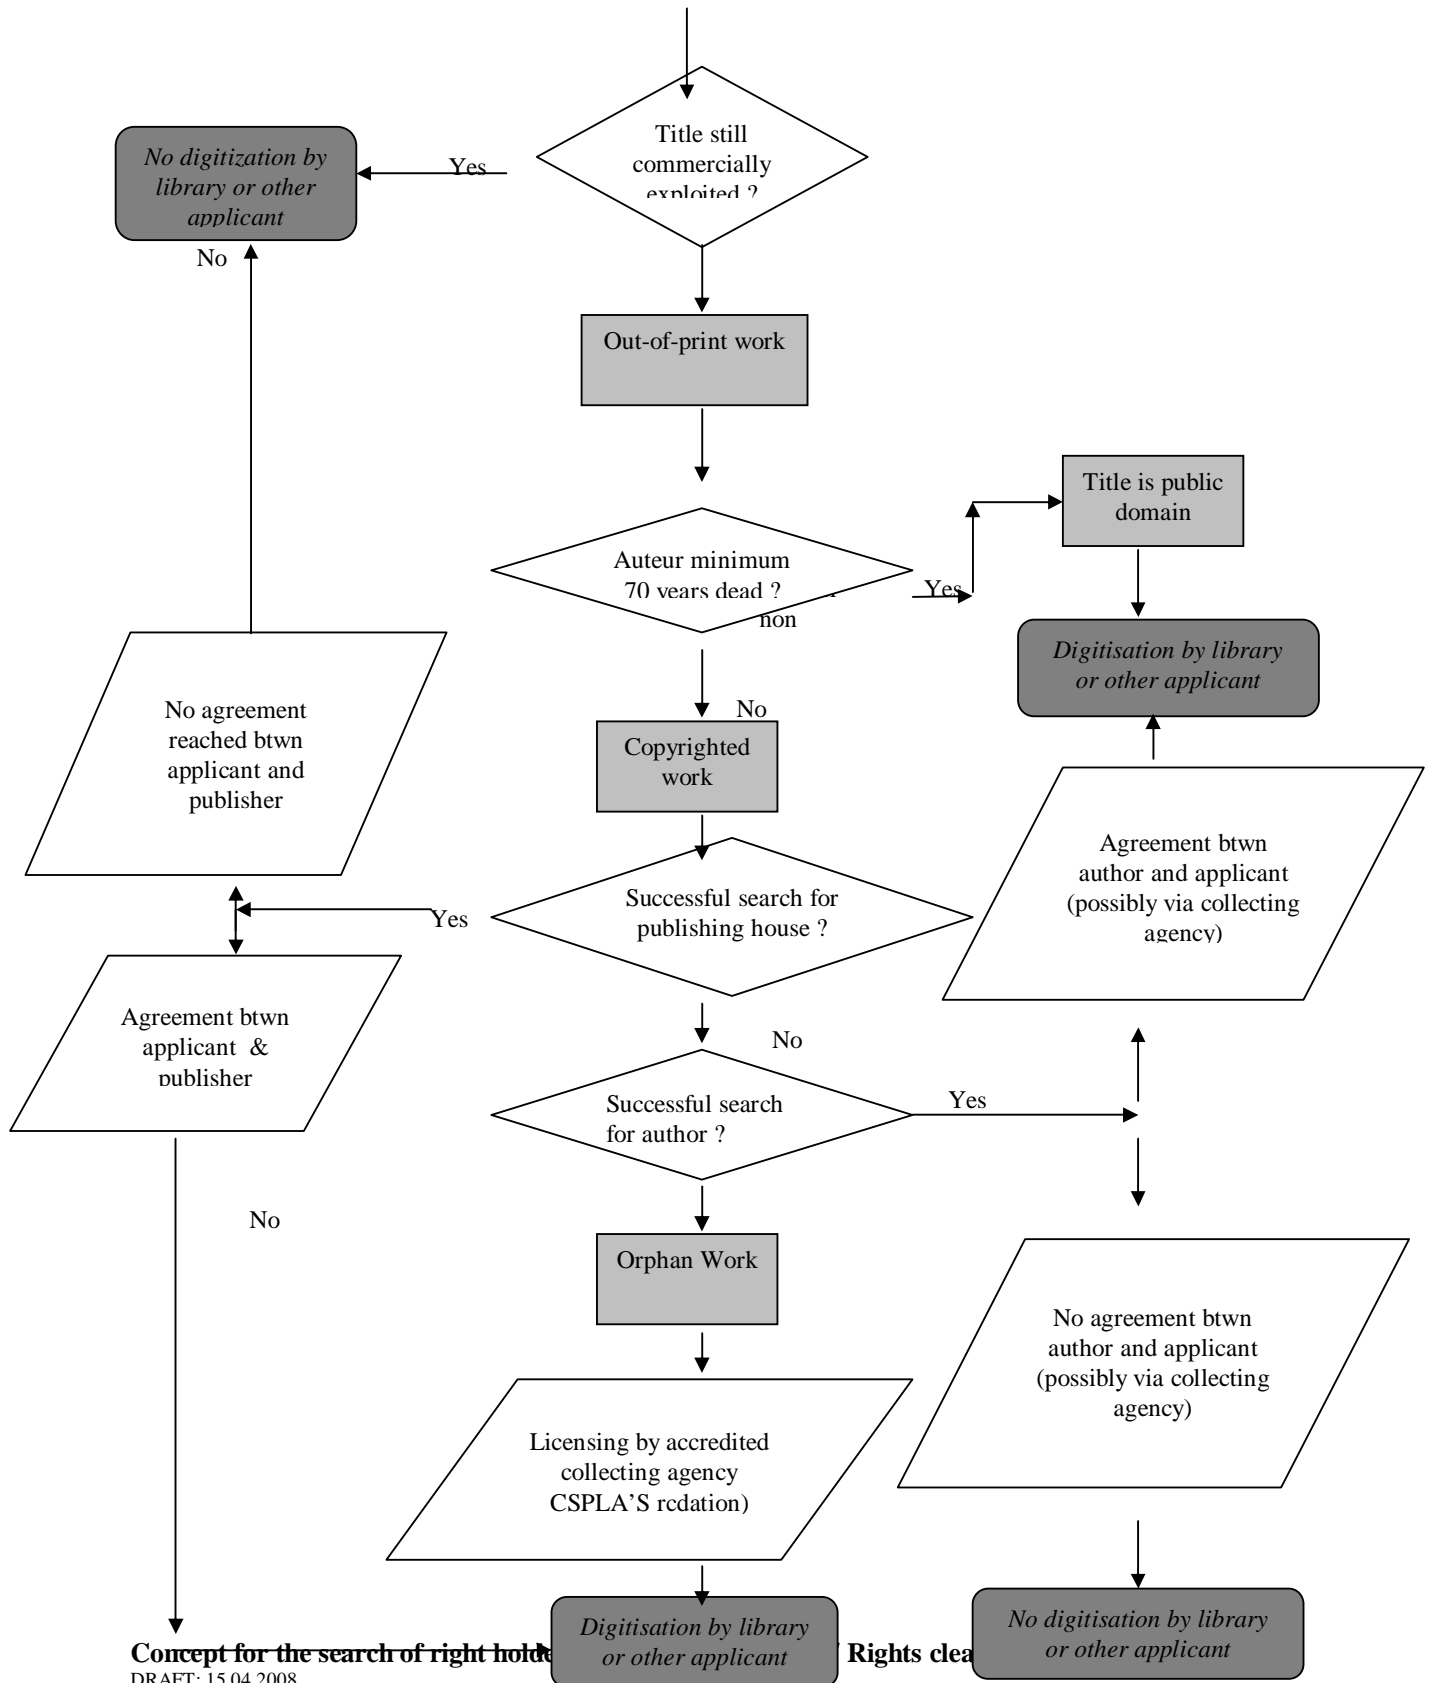 Title still
commercially
exploited ?
Yes
No digitization by
library or other
applicant
No
Out-of-print work
Title is public
domain
Auteur minimum
70 years dead ?
Yes
non
Digitisation by library
or other applicant
No
Copyrighted
work
No agreement
reached btwn
applicant and
publisher
Agreement btwn
author and applicant
(possibly via collecting
agency)
Successful search for
publishing house ?
Yes
Agreement btwn
applicant &
publisher
No
Successful search
for author ?
Yes
No
Orphan Work
No agreement btwn
author and applicant
(possibly via collecting
agency)
Licensing by accredited
collecting agency
CSPLA'S rcdation)
Digitisation by library
or other applicant
No digitisation by library
or other applicant
Concept for the search of right Rights
DRAFT: 15.04.2008